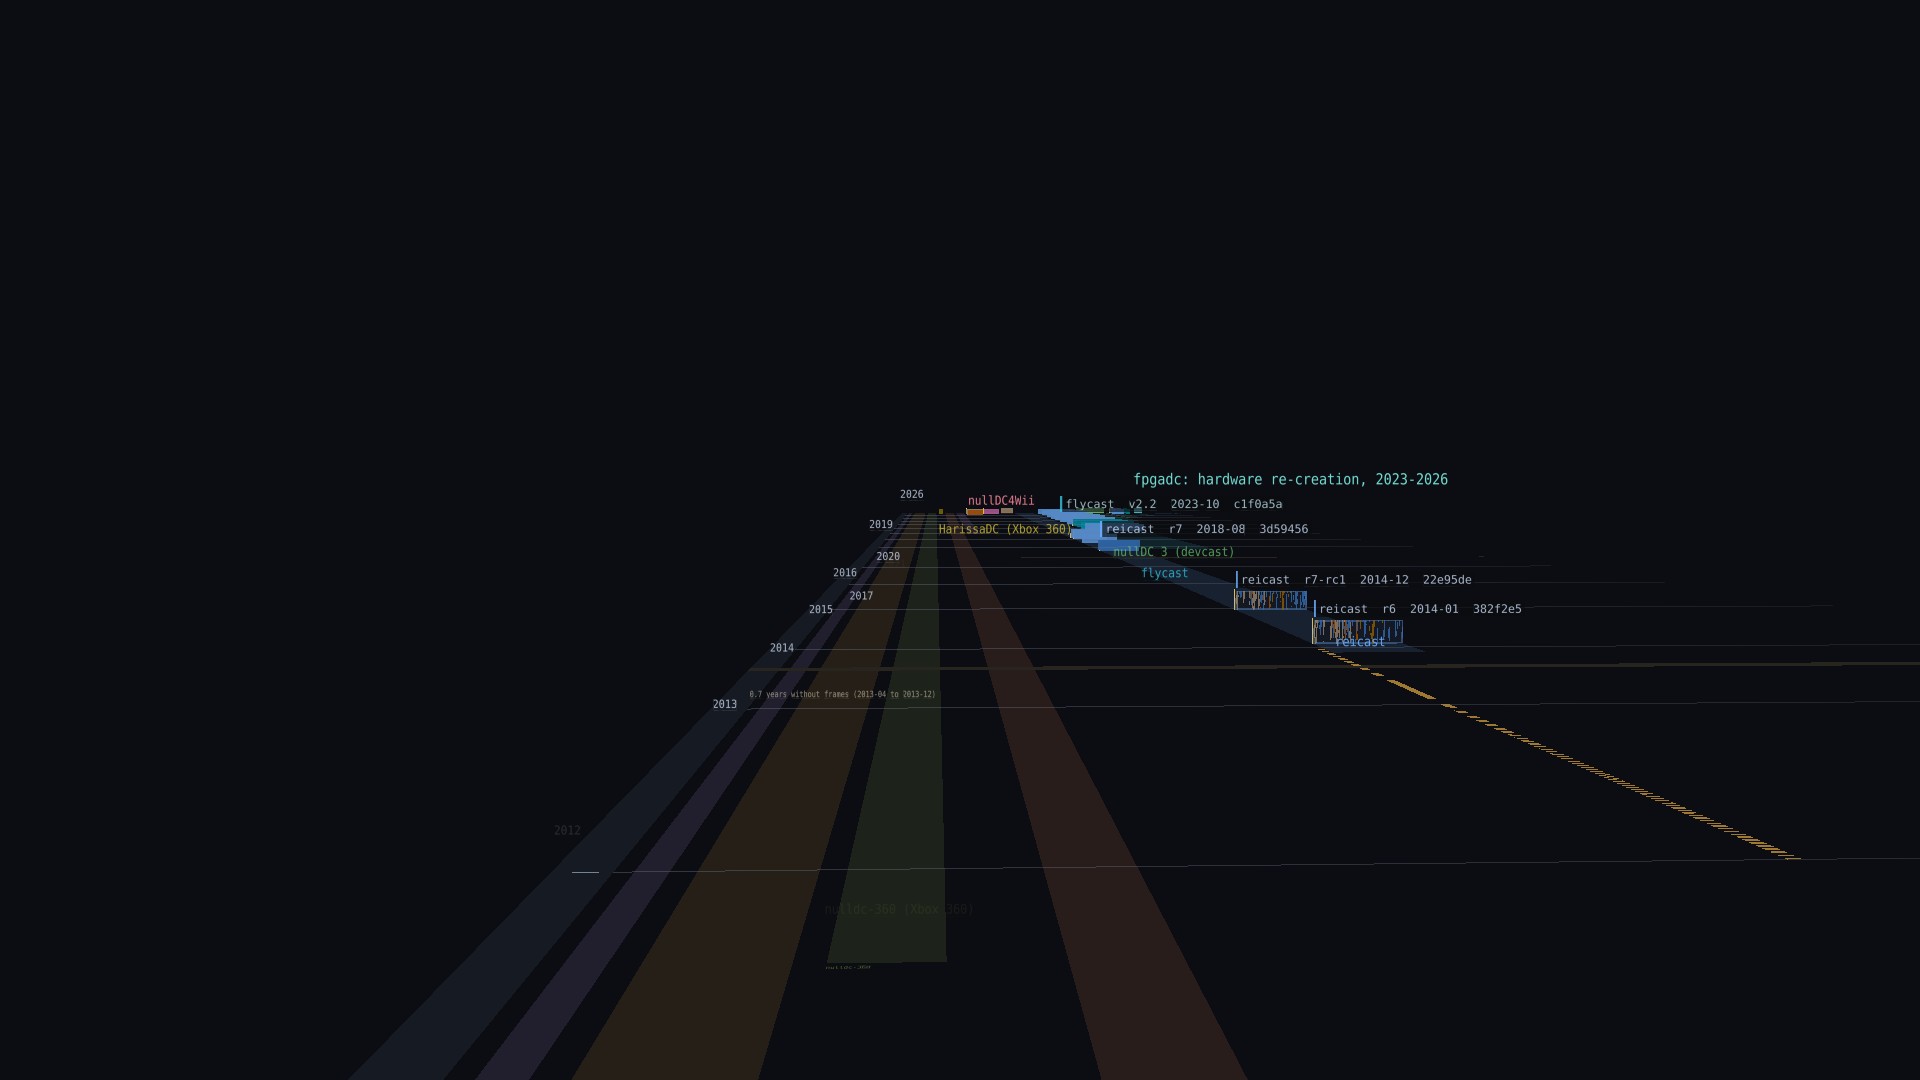 fpgadc: hardware re-creation, 2023-2026
2026
nullDC4Wii
flycast v2.2 2023-10 c1f0a5a
2019
HarissaDC (Xbox 360)
reicast r7 2018-08 3d59456
2020
nullDC 3 (devcast)
2016
flycast
reicast r7-rc1 2014-12 22e95de
2017
2015
reicast r6 2014-01 382f2e5
2014
reicast
0.7 years without frames (2013-04 to 2013-12)
2013
2012
nulldc-360 (Xbox 360)
nulldc-360